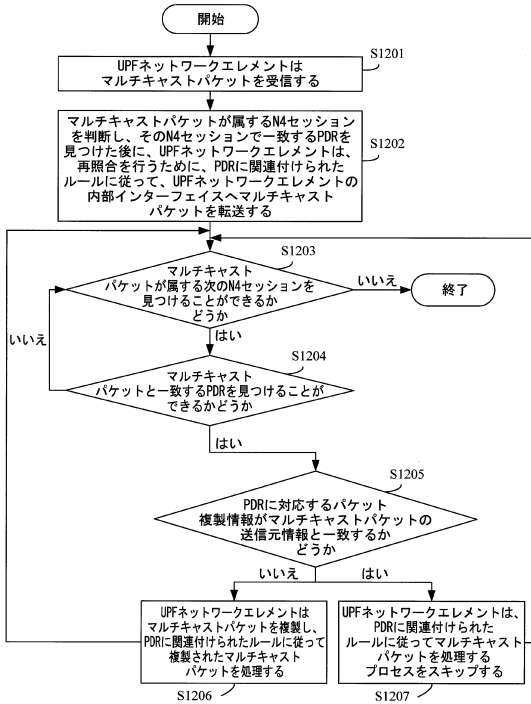 開始
S1201
UPFネットワークエレメントは
マルチキャストパケットを受信する
S1202
マルチキャストパケットが属するN4セッション
を判断し、そのN4セッションで一致するPDRを
見つけた後に、UPFネットワークエレメントは、
再照合を行うために、PDRに関連付けられた
ルールに従って、UPFネットワークエレメントの
内部インターフェイスへマルチキャスト
パケットを転送する
S1203
マルチキャスト
パケットが属する次のN4セッションを
見つけることができるか
どうか
いいえ
終了
はい
いいえ
S1204
マルチキャスト
パケットと一致するPDRを見つけることが
できるかどうか
はい
S1205
PDRに対応するパケット
複製情報がマルチキャストパケットの
送信元情報と一致するか
どうか
いいえ
はい
UPFネットワークエレメントは
マルチキャストパケットを複製し、
PDRに関連付けられたルールに従って
複製されたマルチキャスト
パケットを処理する
S1206
UPFネットワークエレメントは、
PDRに関連付けられた
ルールに従ってマルチキャスト
パケットを処理する
プロセスをスキップする
S1207